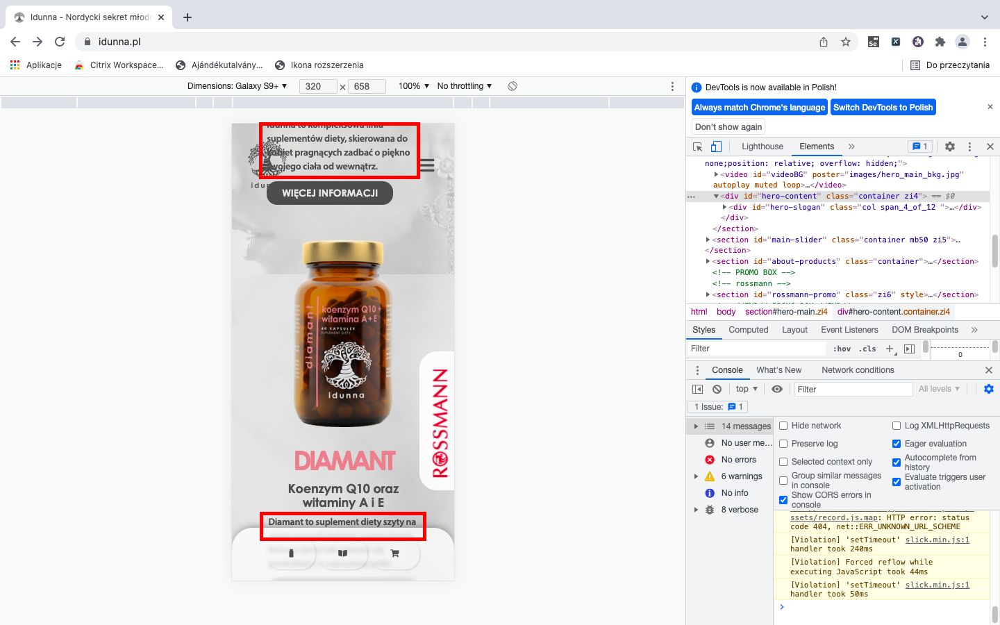 Idunna - Nordycki sekret młodo
idunna.pl
Aplikacje
Citrix Workspace...
Ajándékutalvány...
Ikona rozszerzenia
Do przeczytania
Dimensions: Galaxy S9+ ▼ 320 × 658 100% ▼ No throttling ▼
DevTools is now available in Polish!
Always match Chrome's language
Switch DevTools to Polish
Don't show again
Lighthouse Elements » 1
none;position: relative; overflow: hidden;">
<video id="videoBG" poster="images/hero_main_bkg.jpg"
autoplay muted loop>…</video>
<div id="hero-content" class="container zi4"> == $0
<div id="hero-slogan" class="col span_4_of_12 ">…</div>
</div>
</section>
<section id="main-slider" class="container mb50 zi5">…
</section>
<section id="about-products" class="container">…</section>
<!-- PROMO BOX -->
<!-- rossmann -->
<section id="rossmann-promo" class="zi6" style>…</section>
html body section#hero-main.zi4 div#hero-content.container.zi4
Styles Computed Layout Event Listeners DOM Breakpoints »
Filter :hov .cls +
0
Console What's New Network conditions
top ▼ Filter All levels ▼
1 Issue: 1
14 messages
No user me...
No errors
6 warnings
No info
8 verbose
Hide network
Log XMLHttpRequests
Preserve log
Eager evaluation
Selected context only
Autocomplete from
history
Group similar messages
in console
Evaluate triggers user
activation
Show CORS errors in
console
ssets/record.js.map: HTTP error: status
code 404, net::ERR_UNKNOWN_URL_SCHEME
[Violation] 'setTimeout' slick.min.js:1
handler took 240ms
[Violation] Forced reflow while
executing JavaScript took 44ms
[Violation] 'setTimeout' slick.min.js:1
handler took 50ms
Idunna to kompleksowa linia
suplementów diety, skierowana do
kobiet pragnących zadbać o piękno
swojego ciała od wewnątrz.
WIĘCEJ INFORMACJI
diamant
koenzym Q10+
witamina A+E
60 KAPSUŁEK
SUPLEMENT DIETY
idunna
ROSSMANN
DIAMANT
Koenzym Q10 oraz
witaminy A i E
Diamant to suplement diety szyty na